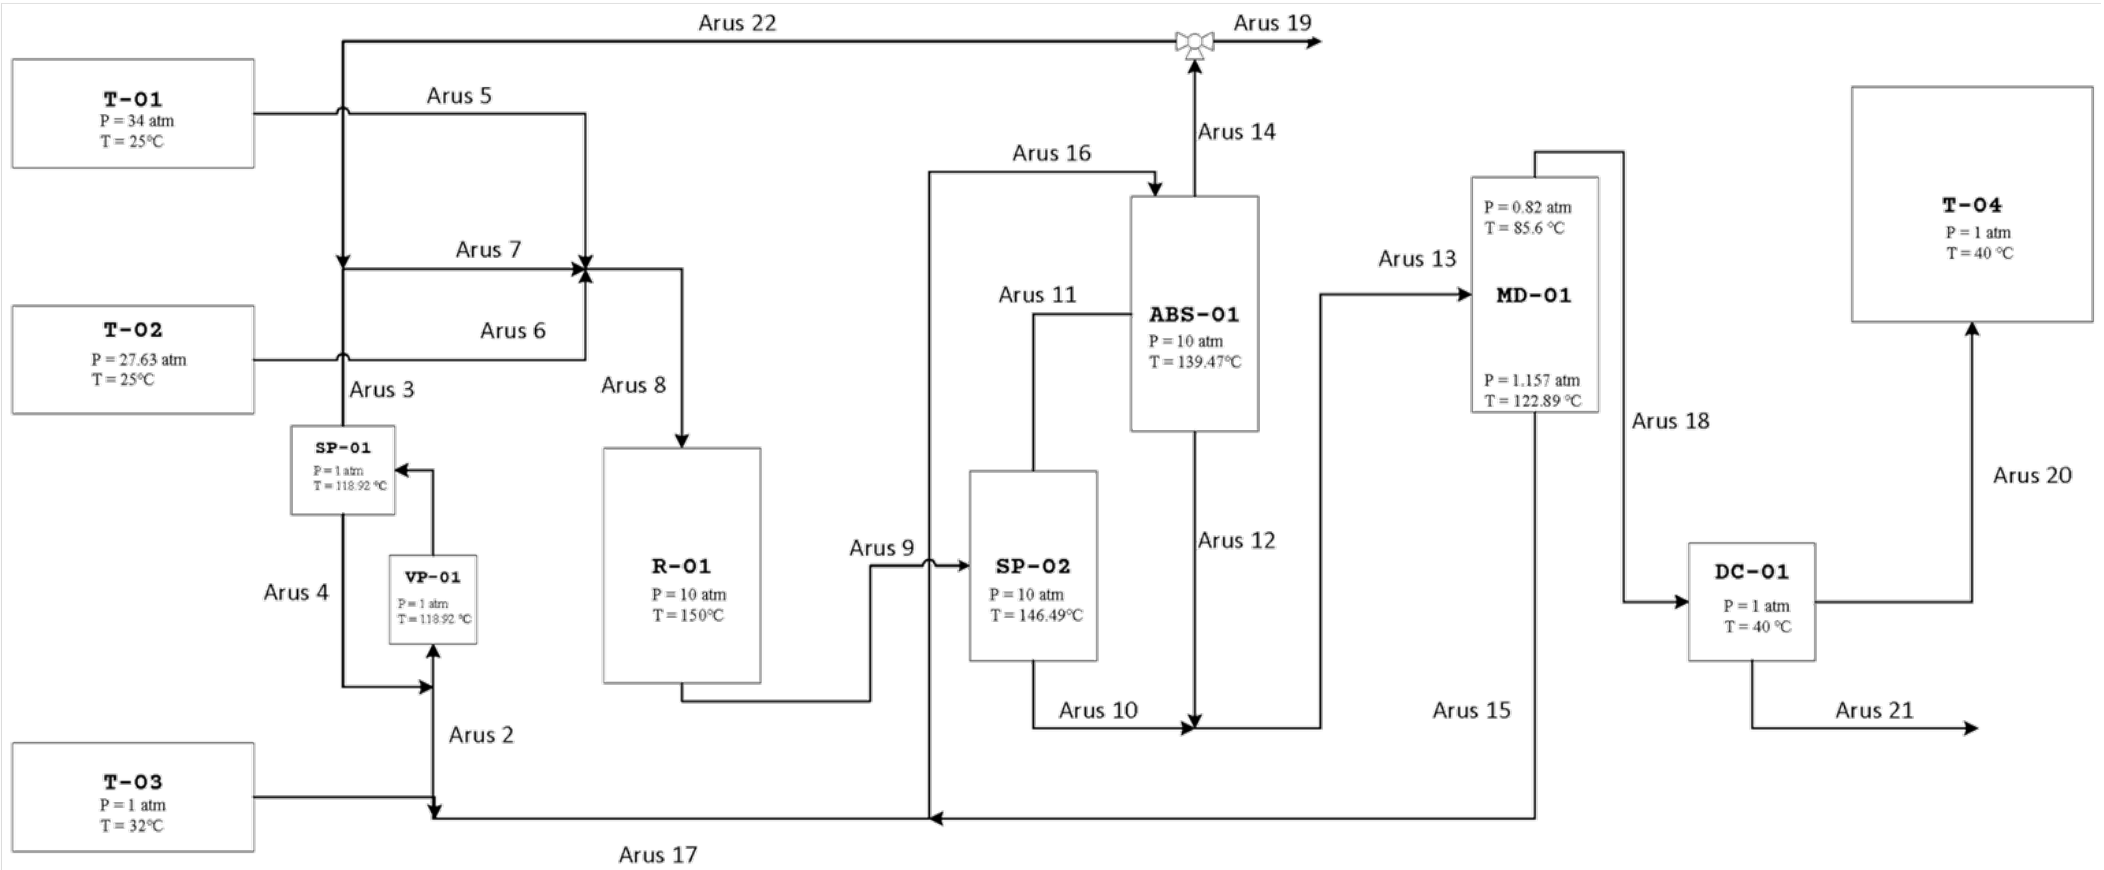 Arus 22
Arus 19
T-01
P = 34 atm
T = 25°C
Arus 5
Arus 14
Arus 16
T-04
P = 1 atm
T = 40 °C
P = 0.82 atm
T = 85.6 °C
MD-01
P = 1.157 atm
T = 122.89 °C
Arus 7
Arus 13
Arus 11
ABS-01
P = 10 atm
T = 139.47°C
T-02
P = 27.63 atm
T = 25°C
Arus 6
Arus 3
Arus 8
Arus 18
SP-01
P = 1 atm
T = 118.92 °C
Arus 20
Arus 9
Arus 12
R-01
P = 10 atm
T = 150°C
SP-02
P = 10 atm
T = 146.49°C
VP-01
P = 1 atm
T = 118.92 °C
Arus 4
DC-01
P = 1 atm
T = 40 °C
Arus 10
Arus 15
Arus 21
Arus 2
T-03
P = 1 atm
T = 32°C
Arus 17